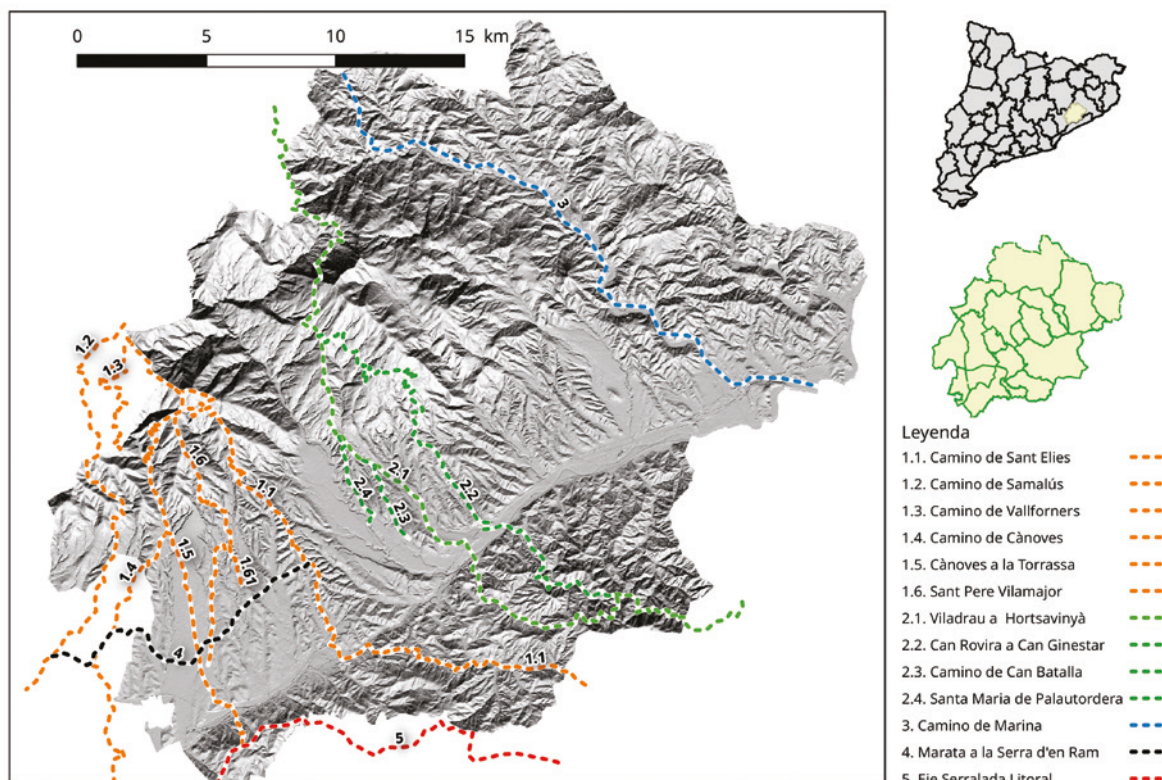 0 5 10 15 km
3
1.2
1.3
1.6
2.1
1.1
2.4
2.2
2.3
1.5
1.4
1.61
4
1.1
5
Leyenda
1.1. Camino de Sant Elies
1.2. Camino de Samalús
1.3. Camino de Vallforners
1.4. Camino de Cànoves
1.5. Cànoves a la Torrassa
1.6. Sant Pere Vilamajor
2.1. Viladrau a Hortsavinyà
2.2. Can Rovira a Can Ginestar
2.3. Camino de Can Batalla
2.4. Santa Maria de Palautordera
3. Camino de Marina
4. Marata a la Serra d'en Ram
5. Eje Serralada Litoral